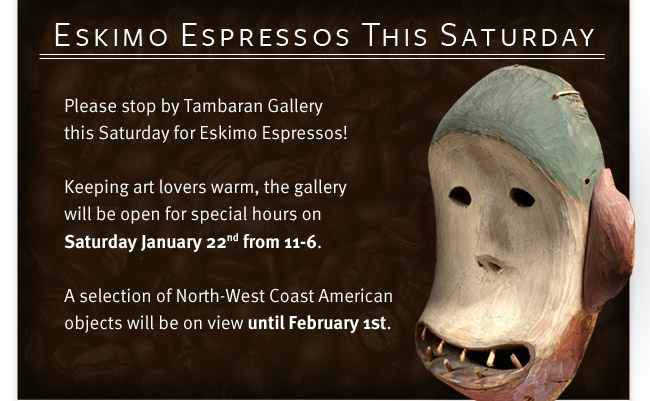 Eskimo Espressos This Saturday
Please stop by Tambaran Gallery
this Saturday for Eskimo Espressos!
Keeping art lovers warm, the gallery
will be open for special hours on
Saturday January 22nd from 11-6.
A selection of North-West Coast American
objects will be on view until February 1st.